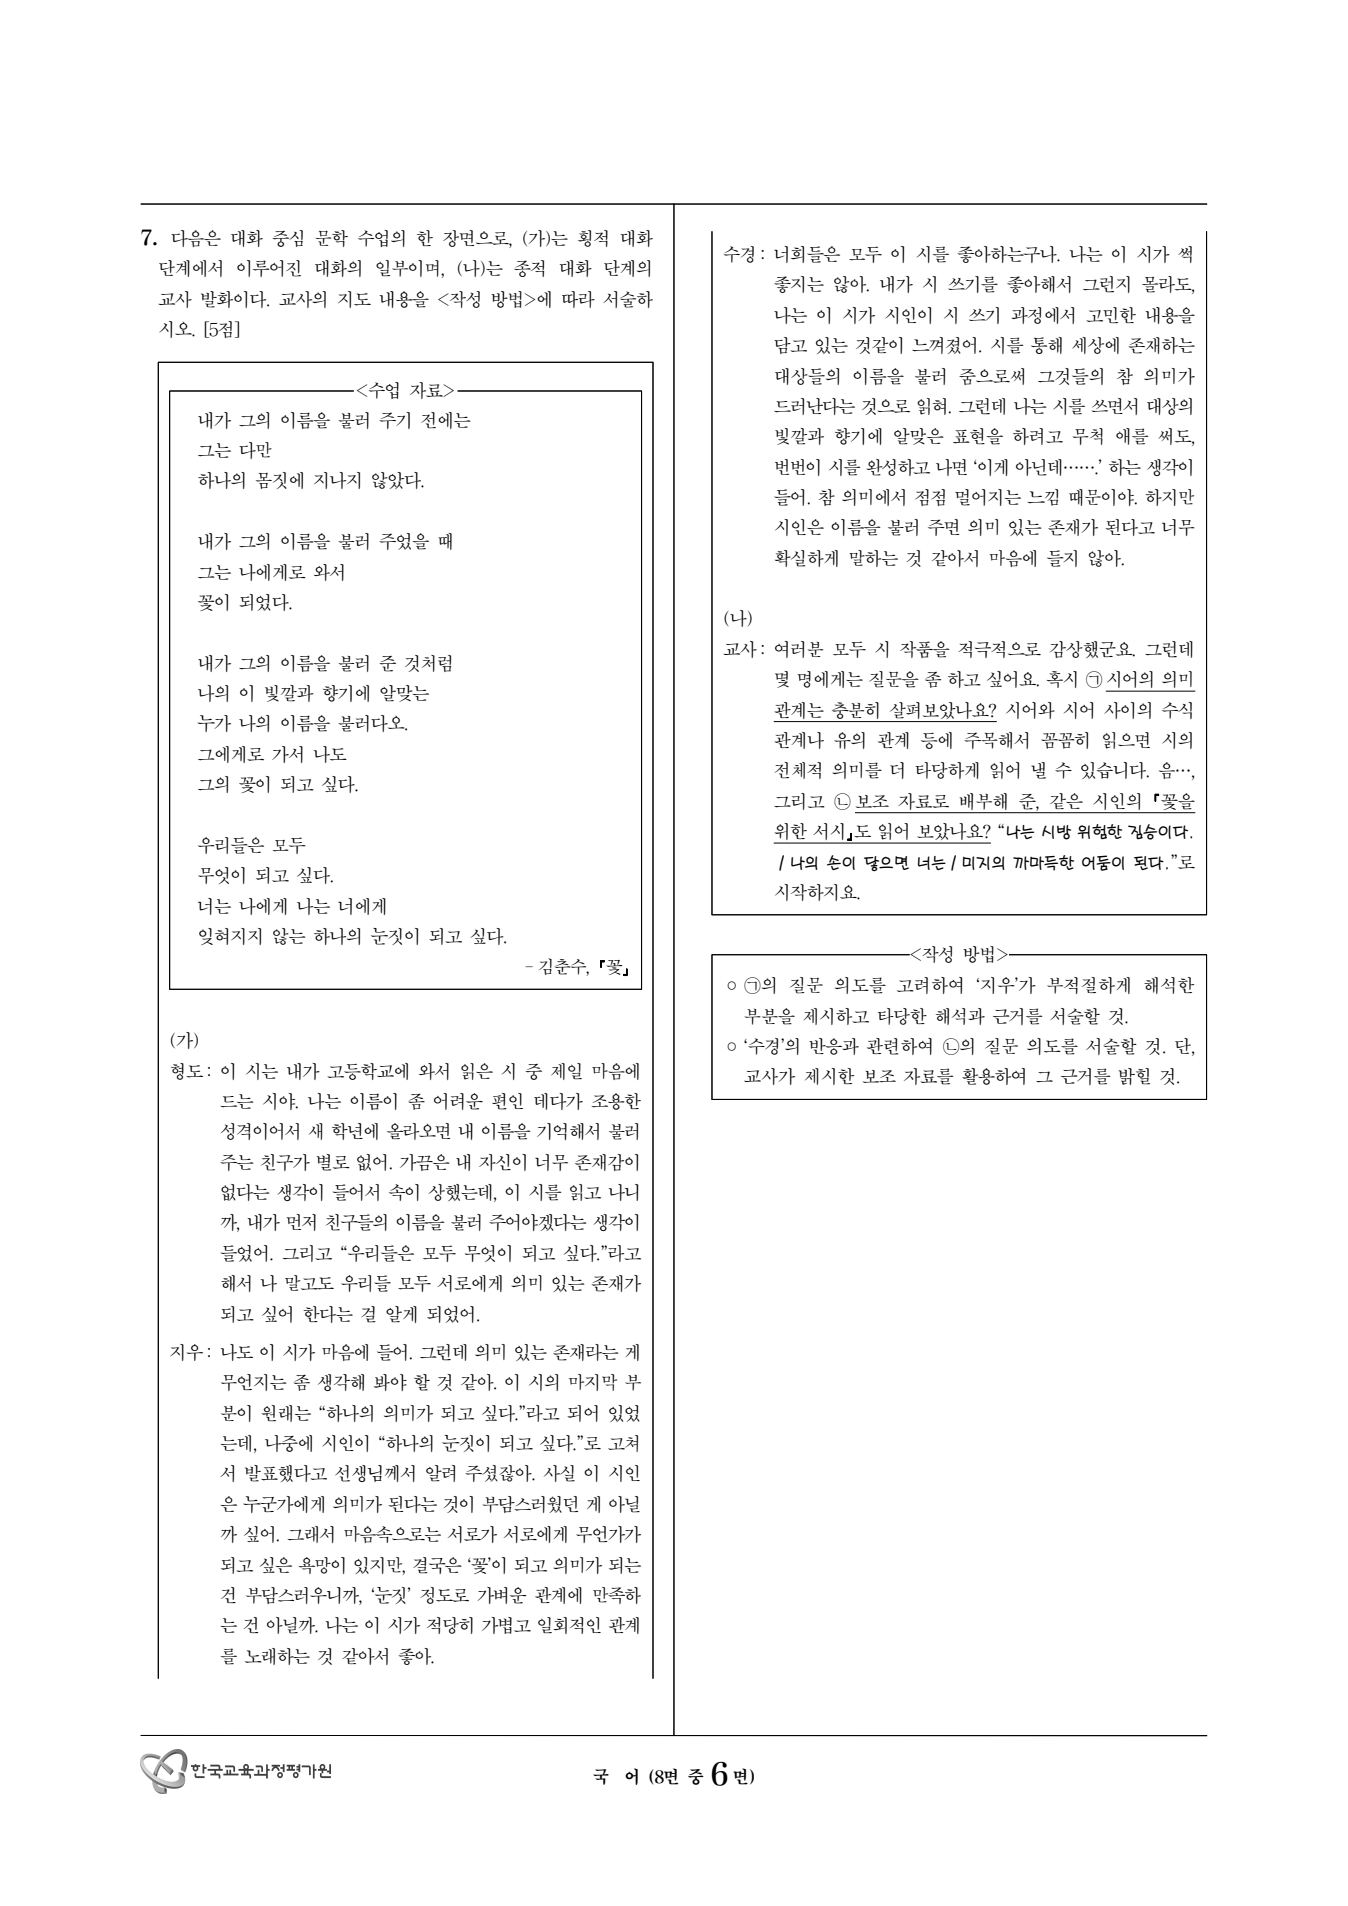 7. 다음은 대화 중심 문학 수업의 한 장면으로, (가)는 횡적 대화
단계에서 이루어진 대화의 일부이며, (나)는 종적 대화 단계의
교사 발화이다. 교사의 지도 내용을 <작성 방법>에 따라 서술하
시오. [5점]
<수업 자료>
내가 그의 이름을 불러 주기 전에는
그는 다만
하나의 몸짓에 지나지 않았다.
내가 그의 이름을 불러 주었을 때
그는 나에게로 와서
꽃이 되었다.
내가 그의 이름을 불러 준 것처럼
나의 이 빛깔과 향기에 알맞는
누가 나의 이름을 불러다오.
그에게로 가서 나도
그의 꽃이 되고 싶다.
우리들은 모두
무엇이 되고 싶다.
너는 나에게 나는 너에게
잊혀지지 않는 하나의 눈짓이 되고 싶다.
- 김춘수, 「꽃」
(가)
형도 : 이 시는 내가 고등학교에 와서 읽은 시 중 제일 마음에
드는 시야. 나는 이름이 좀 어려운 편인 데다가 조용한
성격이어서 새 학년에 올라오면 내 이름을 기억해서 불러
주는 친구가 별로 없어. 가끔은 내 자신이 너무 존재감이
없다는 생각이 들어서 속이 상했는데, 이 시를 읽고 나니
까, 내가 먼저 친구들의 이름을 불러 주어야겠다는 생각이
들었어. 그리고 “우리들은 모두 무엇이 되고 싶다.”라고
해서 나 말고도 우리들 모두 서로에게 의미 있는 존재가
되고 싶어 한다는 걸 알게 되었어.
지우 : 나도 이 시가 마음에 들어. 그런데 의미 있는 존재라는 게
무언지는 좀 생각해 봐야 할 것 같아. 이 시의 마지막 부
분이 원래는 “하나의 의미가 되고 싶다.”라고 되어 있었
는데, 나중에 시인이 “하나의 눈짓이 되고 싶다.”로 고쳐
서 발표했다고 선생님께서 알려 주셨잖아. 사실 이 시인
은 누군가에게 의미가 된다는 것이 부담스러웠던 게 아닐
까 싶어. 그래서 마음속으로는 서로가 서로에게 무언가가
되고 싶은 욕망이 있지만, 결국은 ‘꽃’이 되고 의미가 되는
건 부담스러우니까, ‘눈짓’ 정도로 가벼운 관계에 만족하
는 건 아닐까. 나는 이 시가 적당히 가볍고 일회적인 관계
를 노래하는 것 같아서 좋아.
수경 : 너희들은 모두 이 시를 좋아하는구나. 나는 이 시가 썩
좋지는 않아. 내가 시 쓰기를 좋아해서 그런지 몰라도,
나는 이 시가 시인이 시 쓰기 과정에서 고민한 내용을
담고 있는 것같이 느껴졌어. 시를 통해 세상에 존재하는
대상들의 이름을 불러 줌으로써 그것들의 참 의미가
드러난다는 것으로 읽혀. 그런데 나는 시를 쓰면서 대상의
빛깔과 향기에 알맞은 표현을 하려고 무척 애를 써도,
번번이 시를 완성하고 나면 ‘이게 아닌데…….’ 하는 생각이
들어. 참 의미에서 점점 멀어지는 느낌 때문이야. 하지만
시인은 이름을 불러 주면 의미 있는 존재가 된다고 너무
확실하게 말하는 것 같아서 마음에 들지 않아.
(나)
교사 : 여러분 모두 시 작품을 적극적으로 감상했군요. 그런데
몇 명에게는 질문을 좀 하고 싶어요. 혹시 ㉠시어의 의미
관계는 충분히 살펴보았나요? 시어와 시어 사이의 수식
관계나 유의 관계 등에 주목해서 꼼꼼히 읽으면 시의
전체적 의미를 더 타당하게 읽어 낼 수 있습니다. 음…,
그리고 ㉡보조 자료로 배부해 준, 같은 시인의 「꽃을
위한 서시」도 읽어 보았나요? “나는 시방 위험한 짐승이다.
/ 나의 손이 닿으면 너는 / 미지의 까마득한 어둠이 된다.”로
시작하지요.
<작성 방법>
○ ㉠의 질문 의도를 고려하여 ‘지우’가 부적절하게 해석한
부분을 제시하고 타당한 해석과 근거를 서술할 것.
○ ‘수경’의 반응과 관련하여 ㉡의 질문 의도를 서술할 것. 단,
교사가 제시한 보조 자료를 활용하여 그 근거를 밝힐 것.
한국교육과정평가원
국 어 (8면 중 6 면)